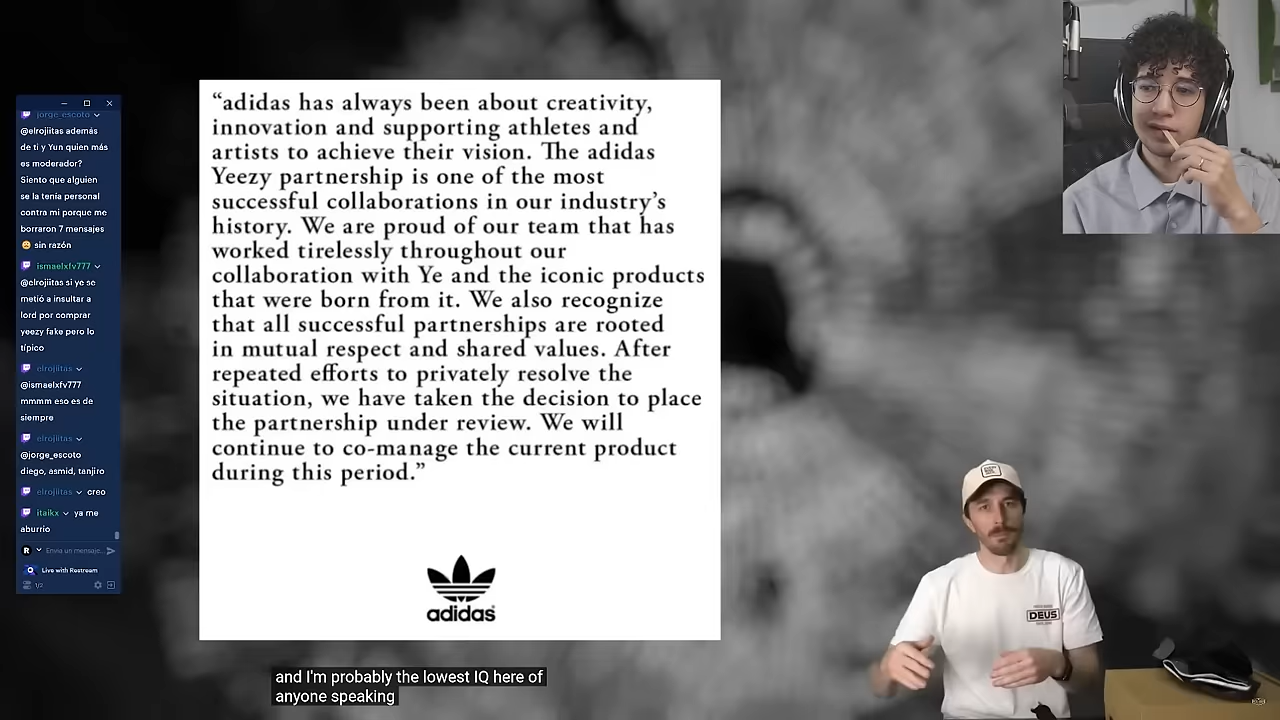 jorge_escoto
@elrojiitas además
de ti y Yun quien más
es moderador?
Siento que alguien
se la tenía personal
contra mi porque me
borraron 7 mensajes
sin razón
ismaelxfv777
@elrojiitas si ye se
metió a insultar a
lord por comprar
yeezy fake pero lo
típico
elrojiitas
@ismaelxfv777
mmmm eso es de
siempre
elrojiitas
@jorge_escoto
diego, asmid, tanjiro
elrojiitas creo
itaikx ya me
aburrio
R Envia un mensaje...
Live with Restream
1/2
“adidas has always been about creativity,
innovation and supporting athletes and
artists to achieve their vision. The adidas
Yeezy partnership is one of the most
successful collaborations in our industry’s
history. We are proud of our team that has
worked tirelessly throughout our
collaboration with Ye and the iconic products
that were born from it. We also recognize
that all successful partnerships are rooted
in mutual respect and shared values. After
repeated efforts to privately resolve the
situation, we have taken the decision to place
the partnership under review. We will
continue to co-manage the current product
during this period.”
adidas
DEUS
and I'm probably the lowest IQ here of
anyone speaking